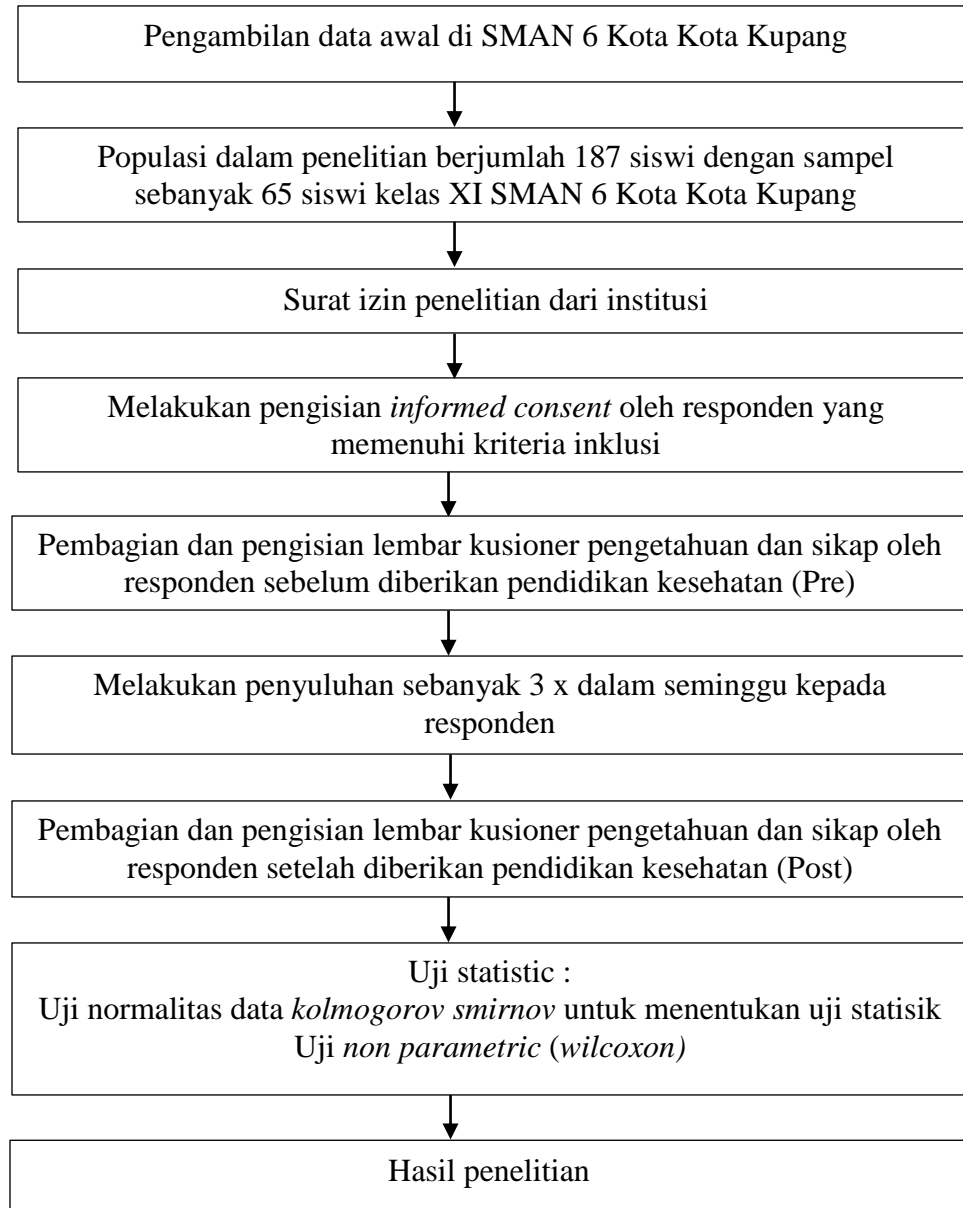 Pengambilan data awal di SMAN 6 Kota Kota Kupang
Populasi dalam penelitian berjumlah 187 siswi dengan sampel
sebanyak 65 siswi kelas XI SMAN 6 Kota Kota Kupang
Surat izin penelitian dari institusi
Melakukan pengisian informed consent oleh responden yang
memenuhi kriteria inklusi
Pembagian dan pengisian lembar kusioner pengetahuan dan sikap oleh
responden sebelum diberikan pendidikan kesehatan (Pre)
Melakukan penyuluhan sebanyak 3 x dalam seminggu kepada
responden
Pembagian dan pengisian lembar kusioner pengetahuan dan sikap oleh
responden setelah diberikan pendidikan kesehatan (Post)
Uji statistic :
Uji normalitas data kolmogorov smirnov untuk menentukan uji statisik
Uji non parametric (wilcoxon)
Hasil penelitian